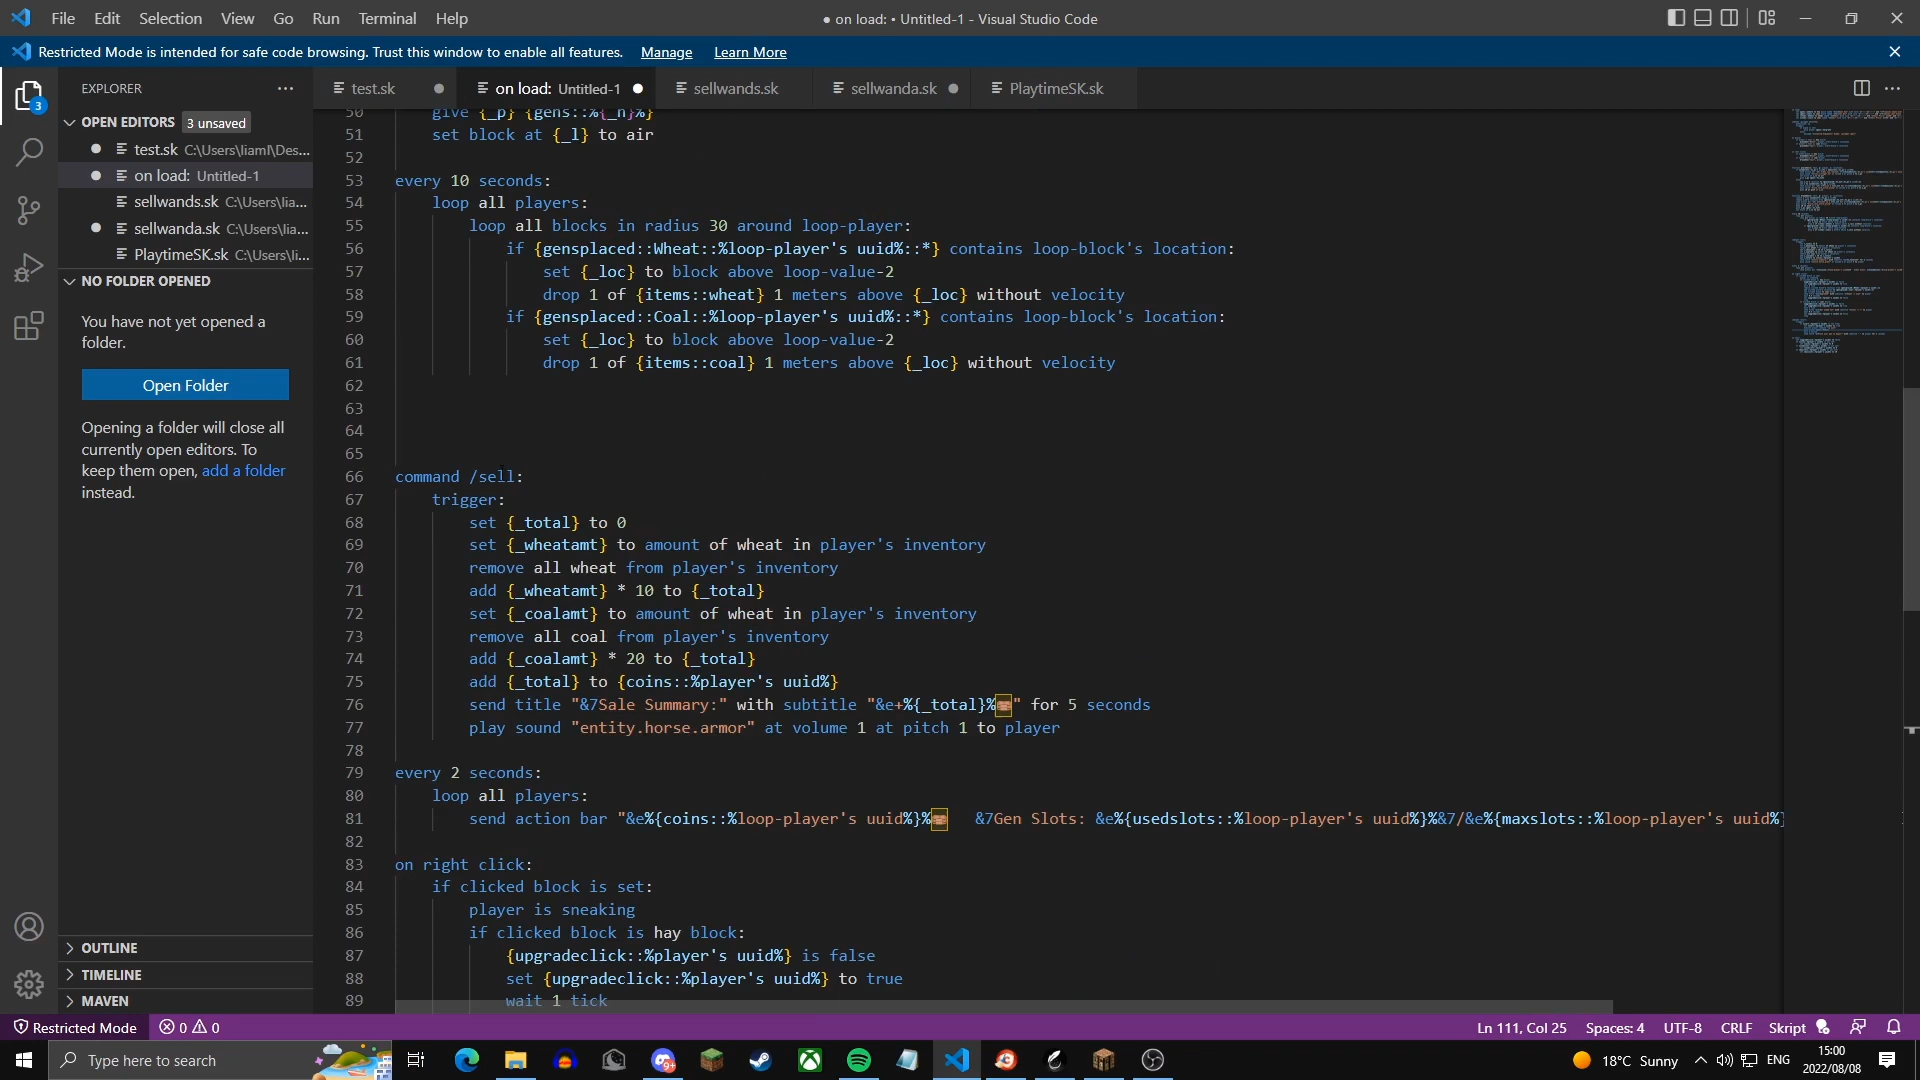 File Edit Selection View Go Run Terminal Help
● on load: • Untitled-1 - Visual Studio Code
Restricted Mode is intended for safe code browsing. Trust this window to enable all features. Manage Learn More
EXPLORER
test.sk
on load: Untitled-1
sellwands.sk
sellwanda.sk
PlaytimeSK.sk
OPEN EDITORS 3 unsaved
test.sk C:\Users\liaml\Des...
on load: Untitled-1
sellwands.sk C:\Users\lia...
sellwanda.sk C:\Users\lia...
PlaytimeSK.sk C:\Users\li...
NO FOLDER OPENED
You have not yet opened a
folder.
Open Folder
Opening a folder will close all
currently open editors. To
keep them open, add a folder
instead.
OUTLINE
TIMELINE
MAVEN
3
50 give {_p} {gens::%{_n}%}
51 set block at {_l} to air
52
53 every 10 seconds:
54 loop all players:
55 loop all blocks in radius 30 around loop-player:
56 if {gensplaced::Wheat::%loop-player's uuid%::*} contains loop-block's location:
57 set {_loc} to block above loop-value-2
58 drop 1 of {items::wheat} 1 meters above {_loc} without velocity
59 if {gensplaced::Coal::%loop-player's uuid%::*} contains loop-block's location:
60 set {_loc} to block above loop-value-2
61 drop 1 of {items::coal} 1 meters above {_loc} without velocity
62
63
64
65
66 command /sell:
67 trigger:
68 set {_total} to 0
69 set {_wheatamt} to amount of wheat in player's inventory
70 remove all wheat from player's inventory
71 add {_wheatamt} * 10 to {_total}
72 set {_coalamt} to amount of wheat in player's inventory
73 remove all coal from player's inventory
74 add {_coalamt} * 20 to {_total}
75 add {_total} to {coins::%player's uuid%}
76 send title "&7Sale Summary:" with subtitle "&e+%{_total}%" for 5 seconds
77 play sound "entity.horse.armor" at volume 1 at pitch 1 to player
78
79 every 2 seconds:
80 loop all players:
81 send action bar "&e%{coins::%loop-player's uuid%}% &7Gen Slots: &e%{usedslots::%loop-player's uuid%}%&7/&e%{maxslots::%loop-player's uuid%}
82
83 on right click:
84 if clicked block is set:
85 player is sneaking
86 if clicked block is hay block:
87 {upgradeclick::%player's uuid%} is false
88 set {upgradeclick::%player's uuid%} to true
89 wait 1 tick
Restricted Mode 0 0
Ln 111, Col 25 Spaces: 4 UTF-8 CRLF Skript
Type here to search
9+
18°C Sunny
ENG
15:00
2022/08/08